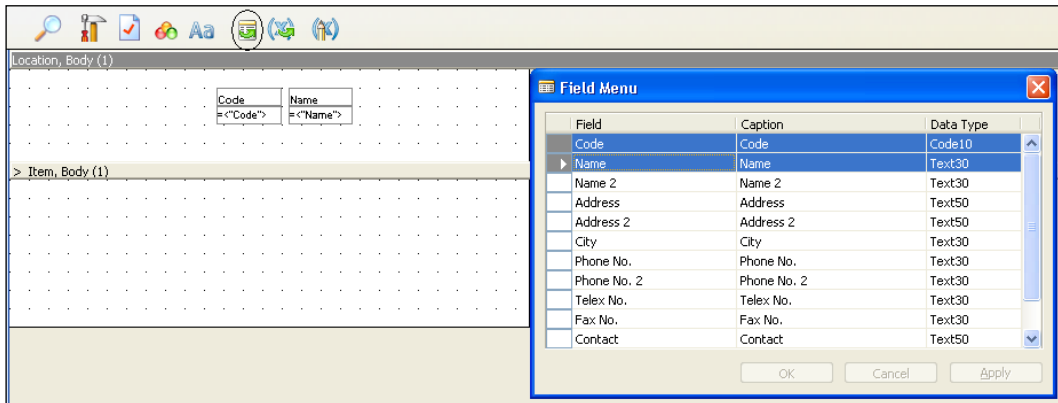 Aa
(x)
Location, Body (1)
Code Name
=<"Code"> =<"Name">
> Item, Body (1)
Field Menu
Field Caption Data Type
Code Code Code10
Name Name Text30
Name 2 Name 2 Text30
Address Address Text50
Address 2 Address 2 Text50
City City Text30
Phone No. Phone No. Text30
Phone No. 2 Phone No. 2 Text30
Telex No. Telex No. Text30
Fax No. Fax No. Text30
Contact Contact Text50
OK Cancel Apply